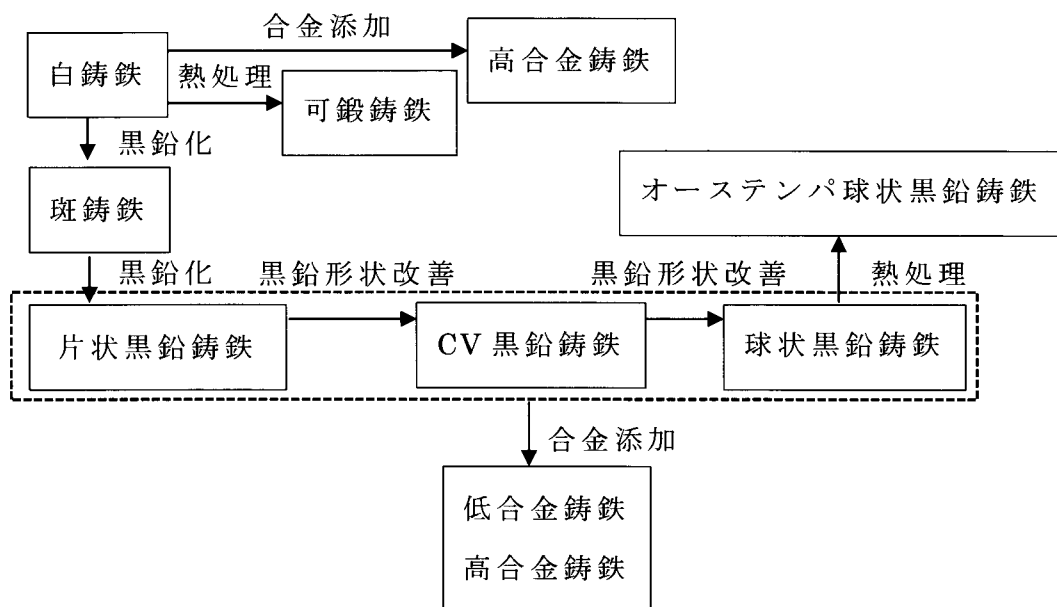 合金添加
白鋳鉄
高合金鋳鉄
熱処理
可鍛鋳鉄
黒鉛化
斑鋳鉄
オーステンパ球状黒鉛鋳鉄
黒鉛化
黒鉛形状改善
黒鉛形状改善
熱処理
片状黒鉛鋳鉄
CV黒鉛鋳鉄
球状黒鉛鋳鉄
合金添加
低合金鋳鉄
高合金鋳鉄